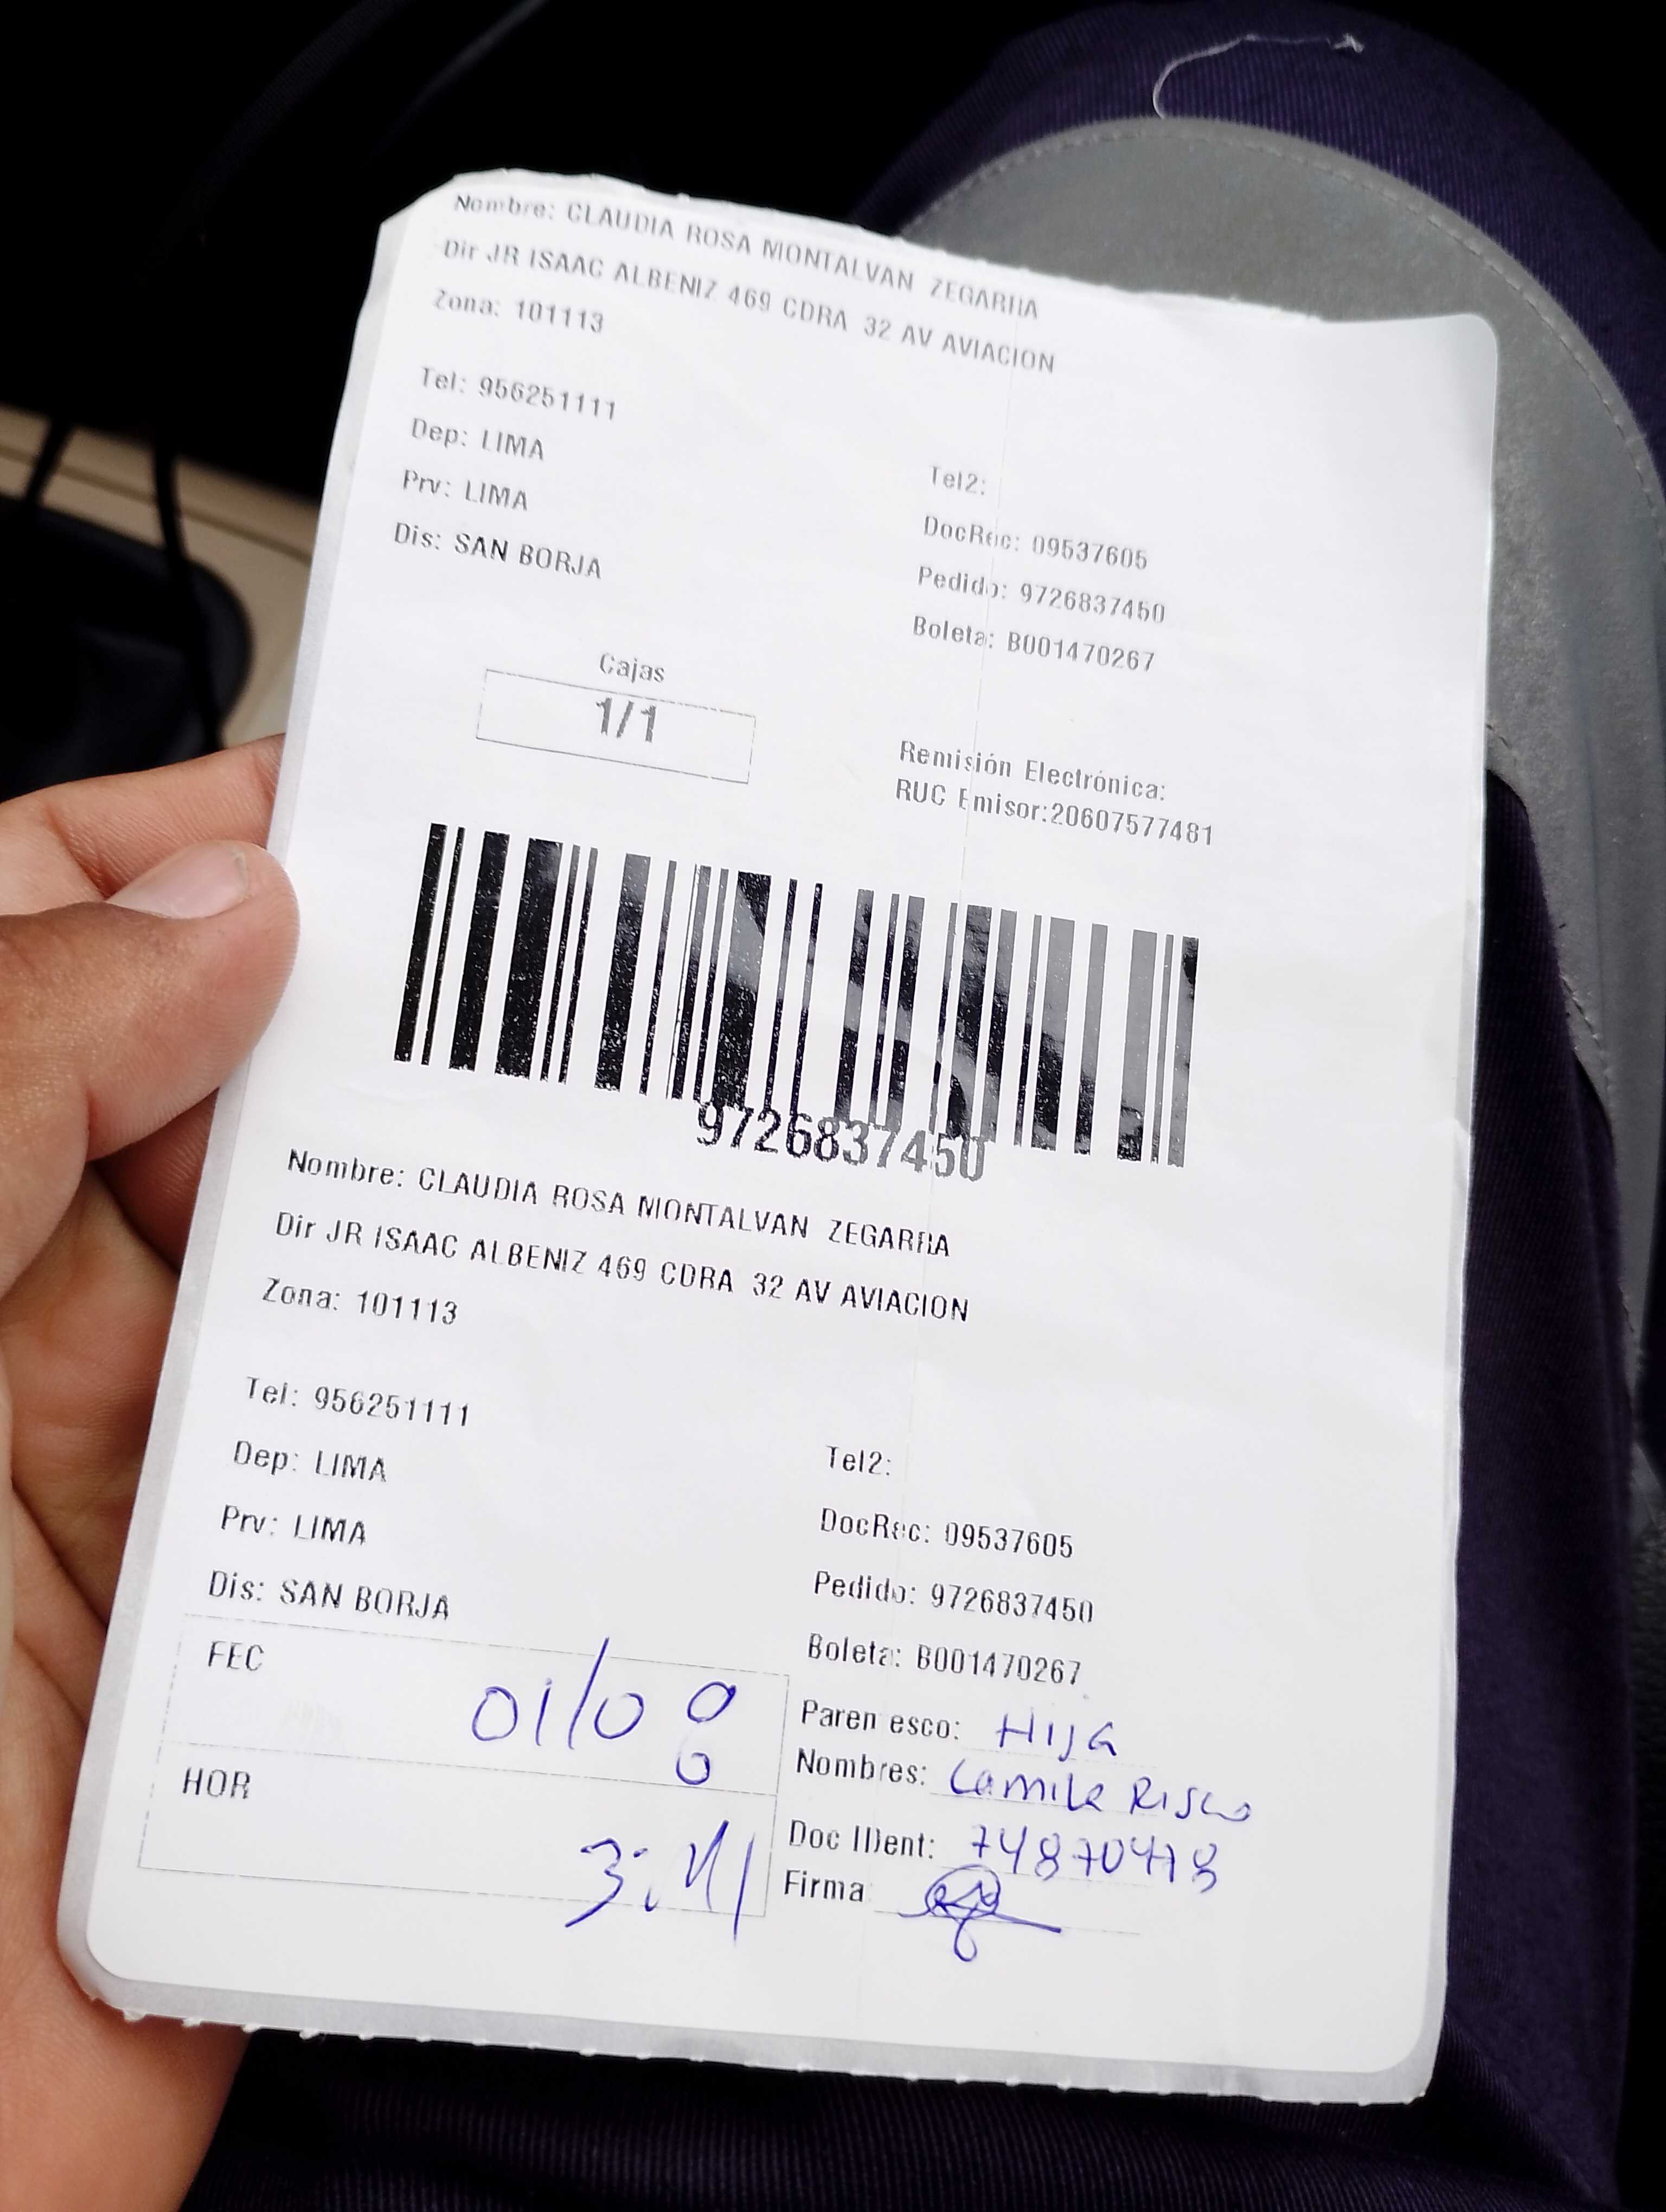 Nombre: CLAUDIA ROSA MONTALVAN ZEGARRA
Dir JR ISAAC ALBENIZ 469 CDRA 32 AV AVIACION
Zona: 101113
Tel: 956251111
Dep: LIMA
Prv: LIMA
Dis: SAN BORJA
Tel2:
DocRec: 09537605
Pedido: 9726837450
Boleta: B001470267
Cajas
1/1
Remisión Electrónica:
RUC Emisor:20607577481
9726837450
Nombre: CLAUDIA ROSA MONTALVAN ZEGARRA
Dir JR ISAAC ALBENIZ 469 CDRA 32 AV AVIACION
Zona: 101113
Tel: 956251111
Dep: LIMA
Prv: LIMA
Dis: SAN BORJA
Tel2:
DocRec: 09537605
Pedido: 9726837450
Boleta: B001470267
FEC 01/08
HOR 3:41
Paren esco: HIJA
Nombres: Camila Risco
Doc IDent: 74870478
Firma